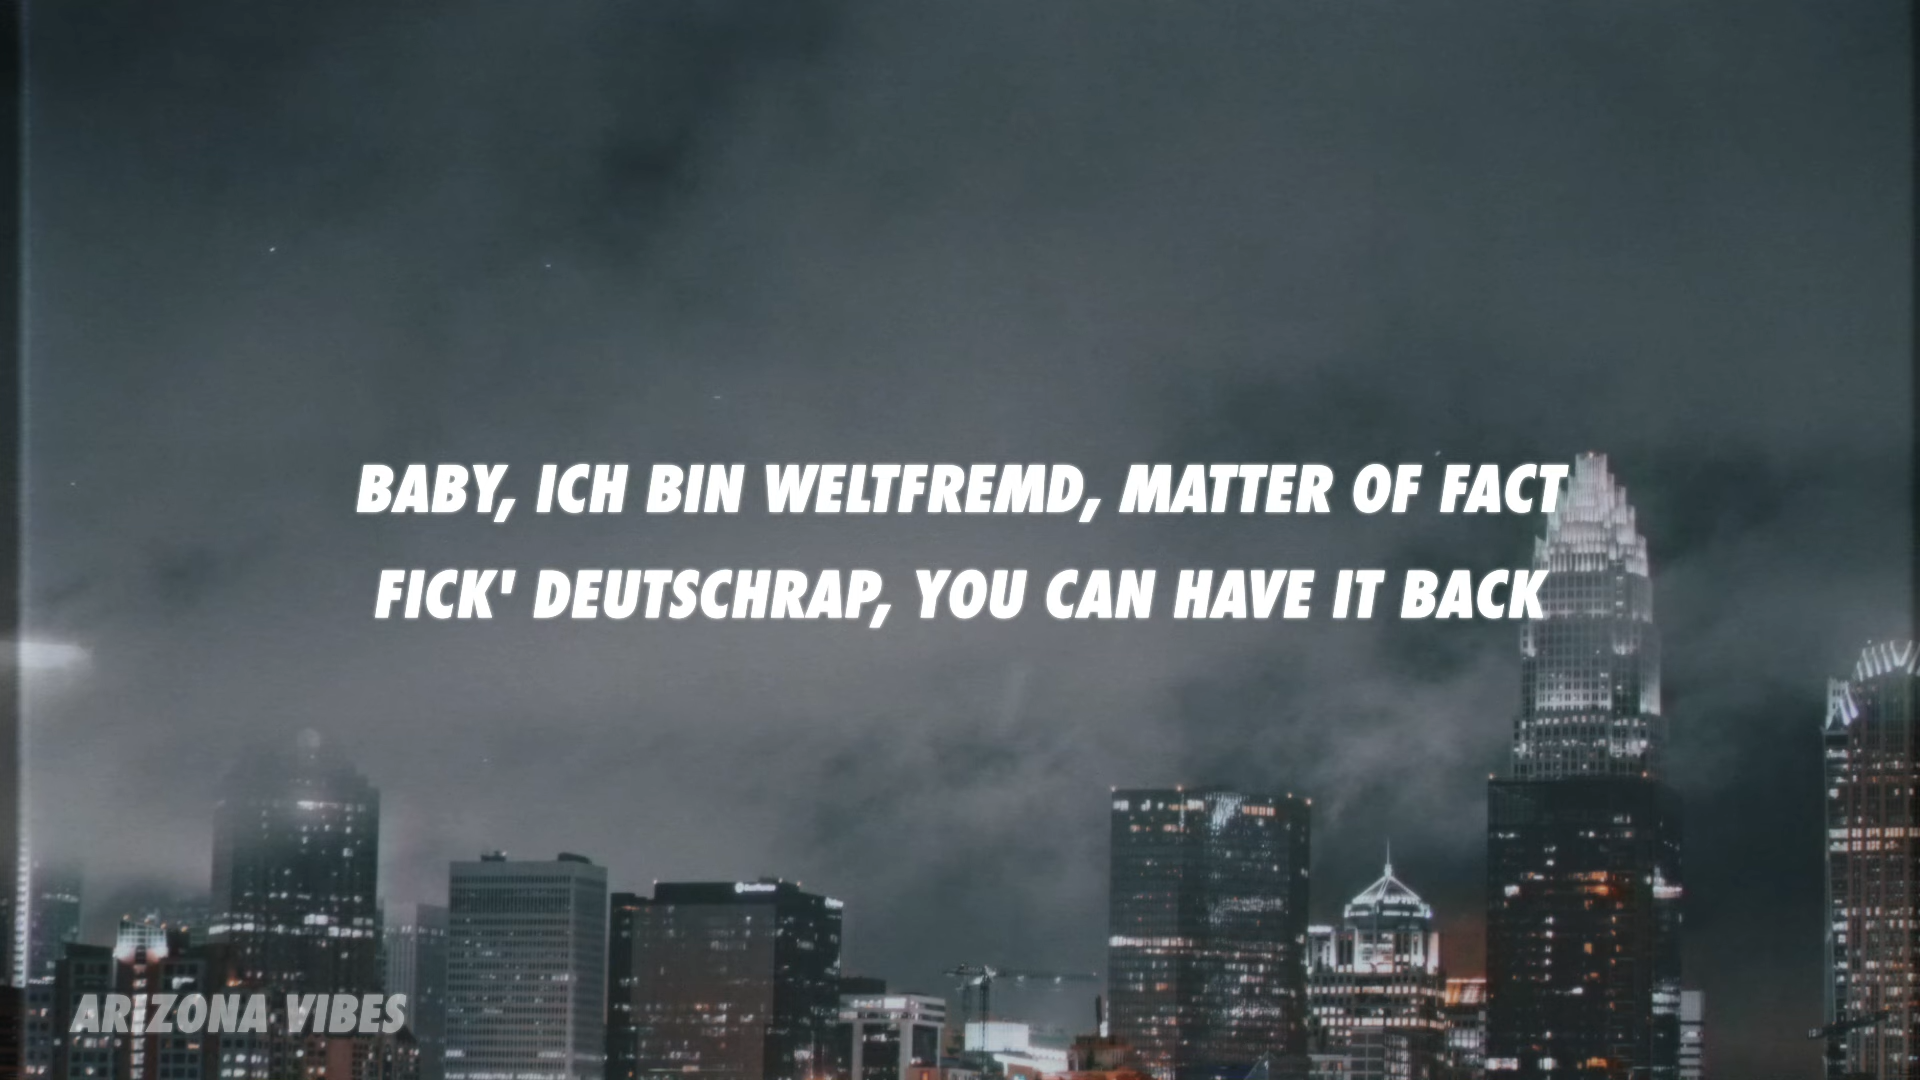 BABY, ICH BIN WELTFREMD, MATTER OF FACT
FICK' DEUTSCHRAP, YOU CAN HAVE IT BACK
ARIZONA VIBES